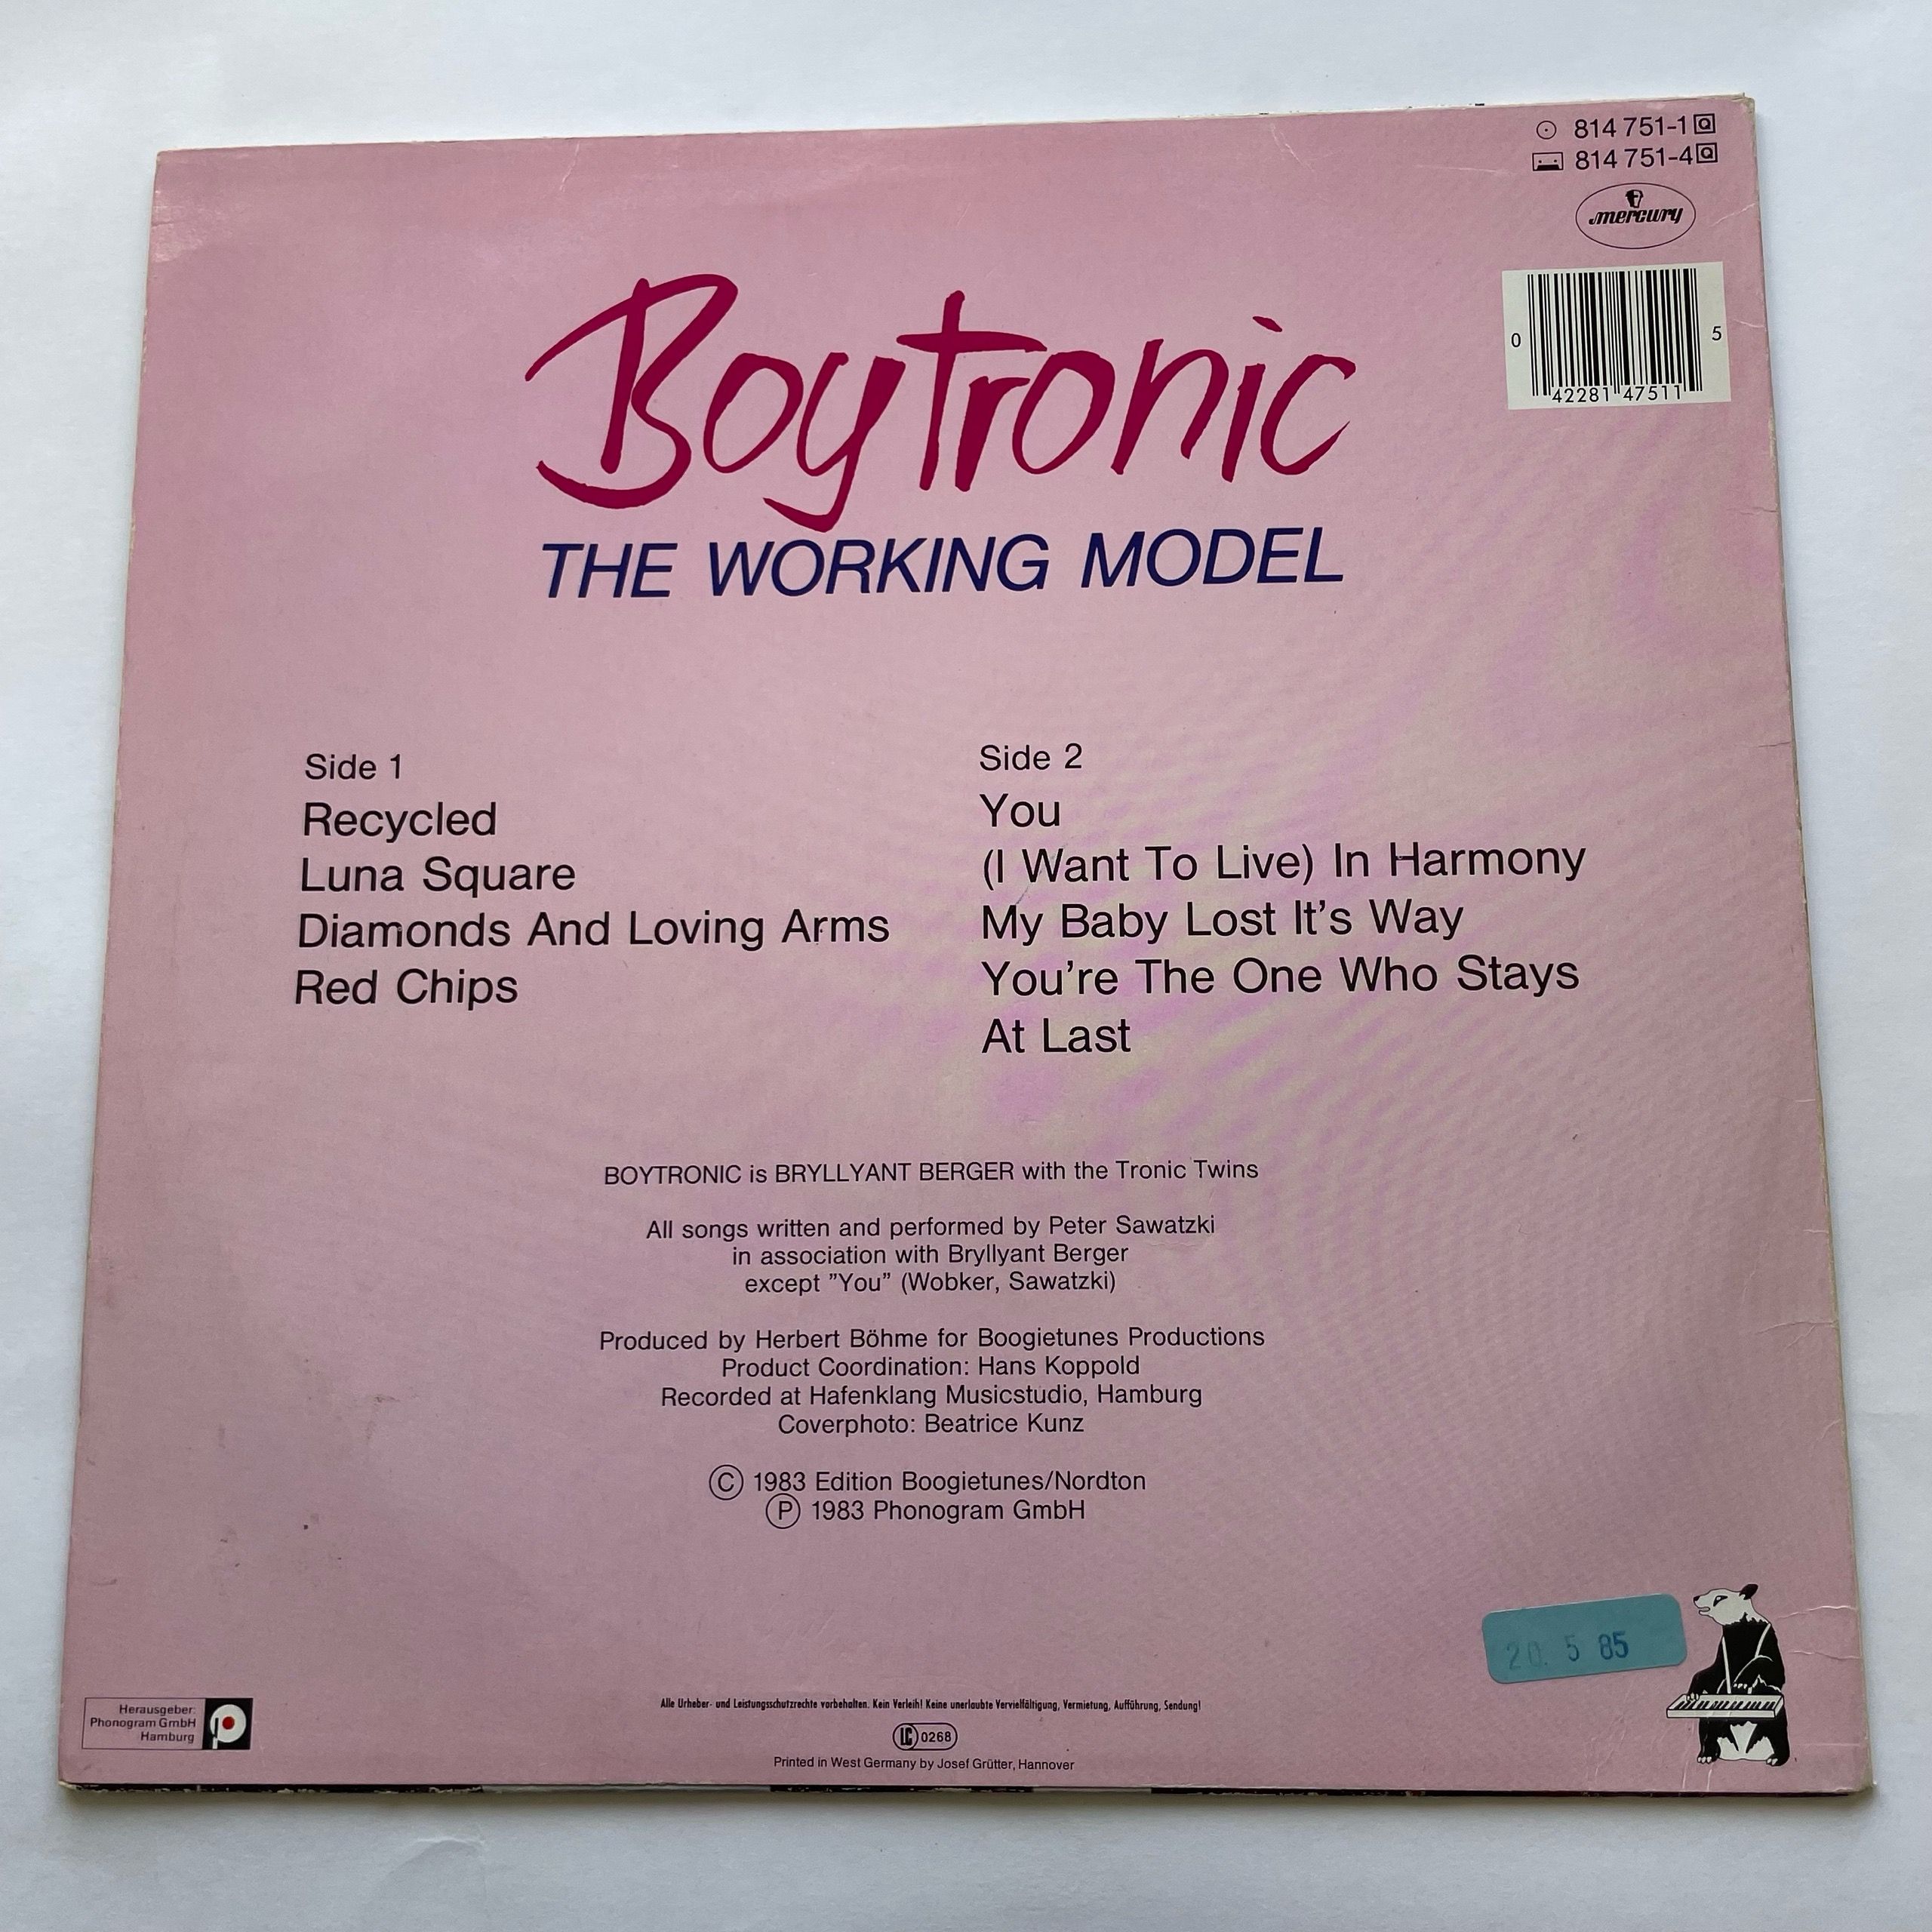 814 751-1 Q
814 751-4 Q
mercury
0 42281 47511 5
Boytronic
THE WORKING MODEL
Side 1
Recycled
Luna Square
Diamonds And Loving Arms
Red Chips
Side 2
You
(I Want To Live) In Harmony
My Baby Lost It's Way
You're The One Who Stays
At Last
BOYTRONIC is BRYLLYANT BERGER with the Tronic Twins
All songs written and performed by Peter Sawatzki
in association with Bryllyant Berger
except ”You” (Wobker, Sawatzki)
Produced by Herbert Böhme for Boogietunes Productions
Product Coordination: Hans Koppold
Recorded at Hafenklang Musicstudio, Hamburg
Coverphoto: Beatrice Kunz
Ⓒ 1983 Edition Boogietunes/Nordton
Ⓟ 1983 Phonogram GmbH
20. 5 85
Herausgeber:
Phonogram GmbH
Hamburg
Alle Urheber- und Leistungsschutzrechte vorbehalten. Kein Verleih! Keine unerlaubte Vervielfältigung, Vermietung, Aufführung, Sendung!
LC 0268
Printed in West Germany by Josef Grütter, Hannover